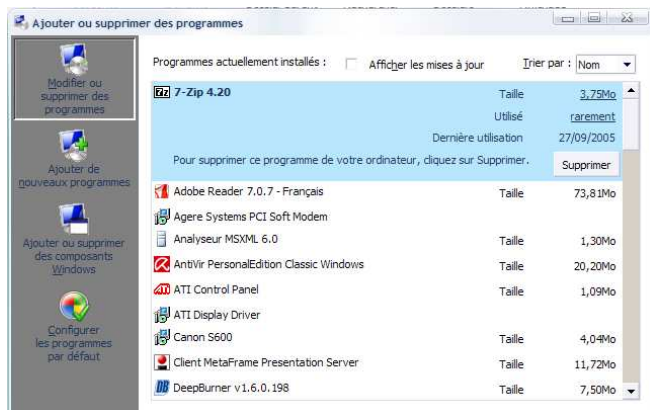 Ajouter ou supprimer des programmes
Modifier ou
supprimer des
programmes
Ajouter de
nouveaux programmes
Ajouter ou supprimer
des composants
Windows
Configurer
les programmes
par défaut
Programmes actuellement installés : Afficher les mises à jour Trier par : Nom
7-Zip 4.20 Taille 3,75Mo
Utilisé rarement
Dernière utilisation 27/09/2005
Pour supprimer ce programme de votre ordinateur, cliquez sur Supprimer. Supprimer
Adobe Reader 7.0.7 - Français Taille 73,81Mo
Agere Systems PCI Soft Modem
Analyseur MSXML 6.0 Taille 1,30Mo
AntiVir PersonalEdition Classic Windows Taille 20,20Mo
ATI Control Panel Taille 1,09Mo
ATI Display Driver
Canon S600 Taille 4,04Mo
Client MetaFrame Presentation Server Taille 11,72Mo
DeepBurner v1.6.0.198 Taille 7,50Mo